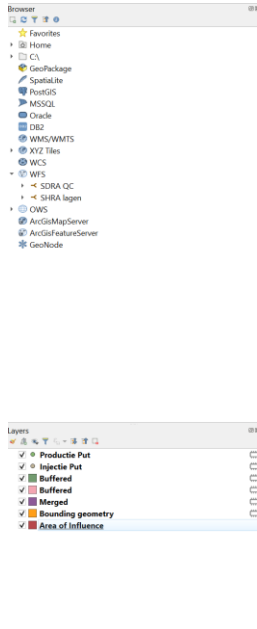 Browser
Favorites
Home
C:\
GeoPackage
SpatiaLite
PostGIS
MSSQL
Oracle
DB2
WMS/WMTS
XYZ Tiles
WCS
WFS
SDRA QC
SHRA lagen
OWS
ArcGisMapServer
ArcGisFeatureServer
GeoNode
Layers
Productie Put
Injectie Put
Buffered
Buffered
Merged
Bounding geometry
Area of Influence